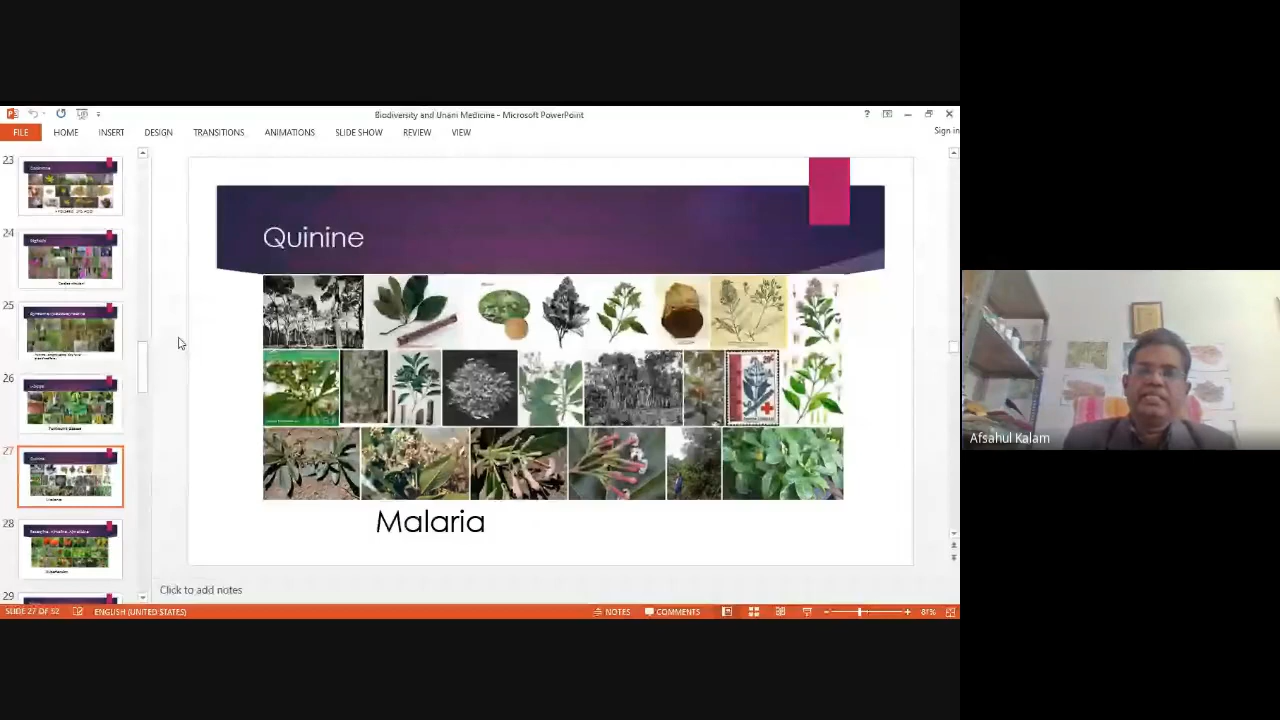 Biodiversity and Unani Medicine - Microsoft PowerPoint
FILE HOME INSERT DESIGN TRANSITIONS ANIMATIONS SLIDE SHOW REVIEW VIEW
Sign in
23
24
25
26
27
28
29
Quinine
Malaria
Afsahul Kalam
Click to add notes
SLIDE 27 OF
ENGLISH (UNITED STATES)
NOTES
COMMENTS
81%